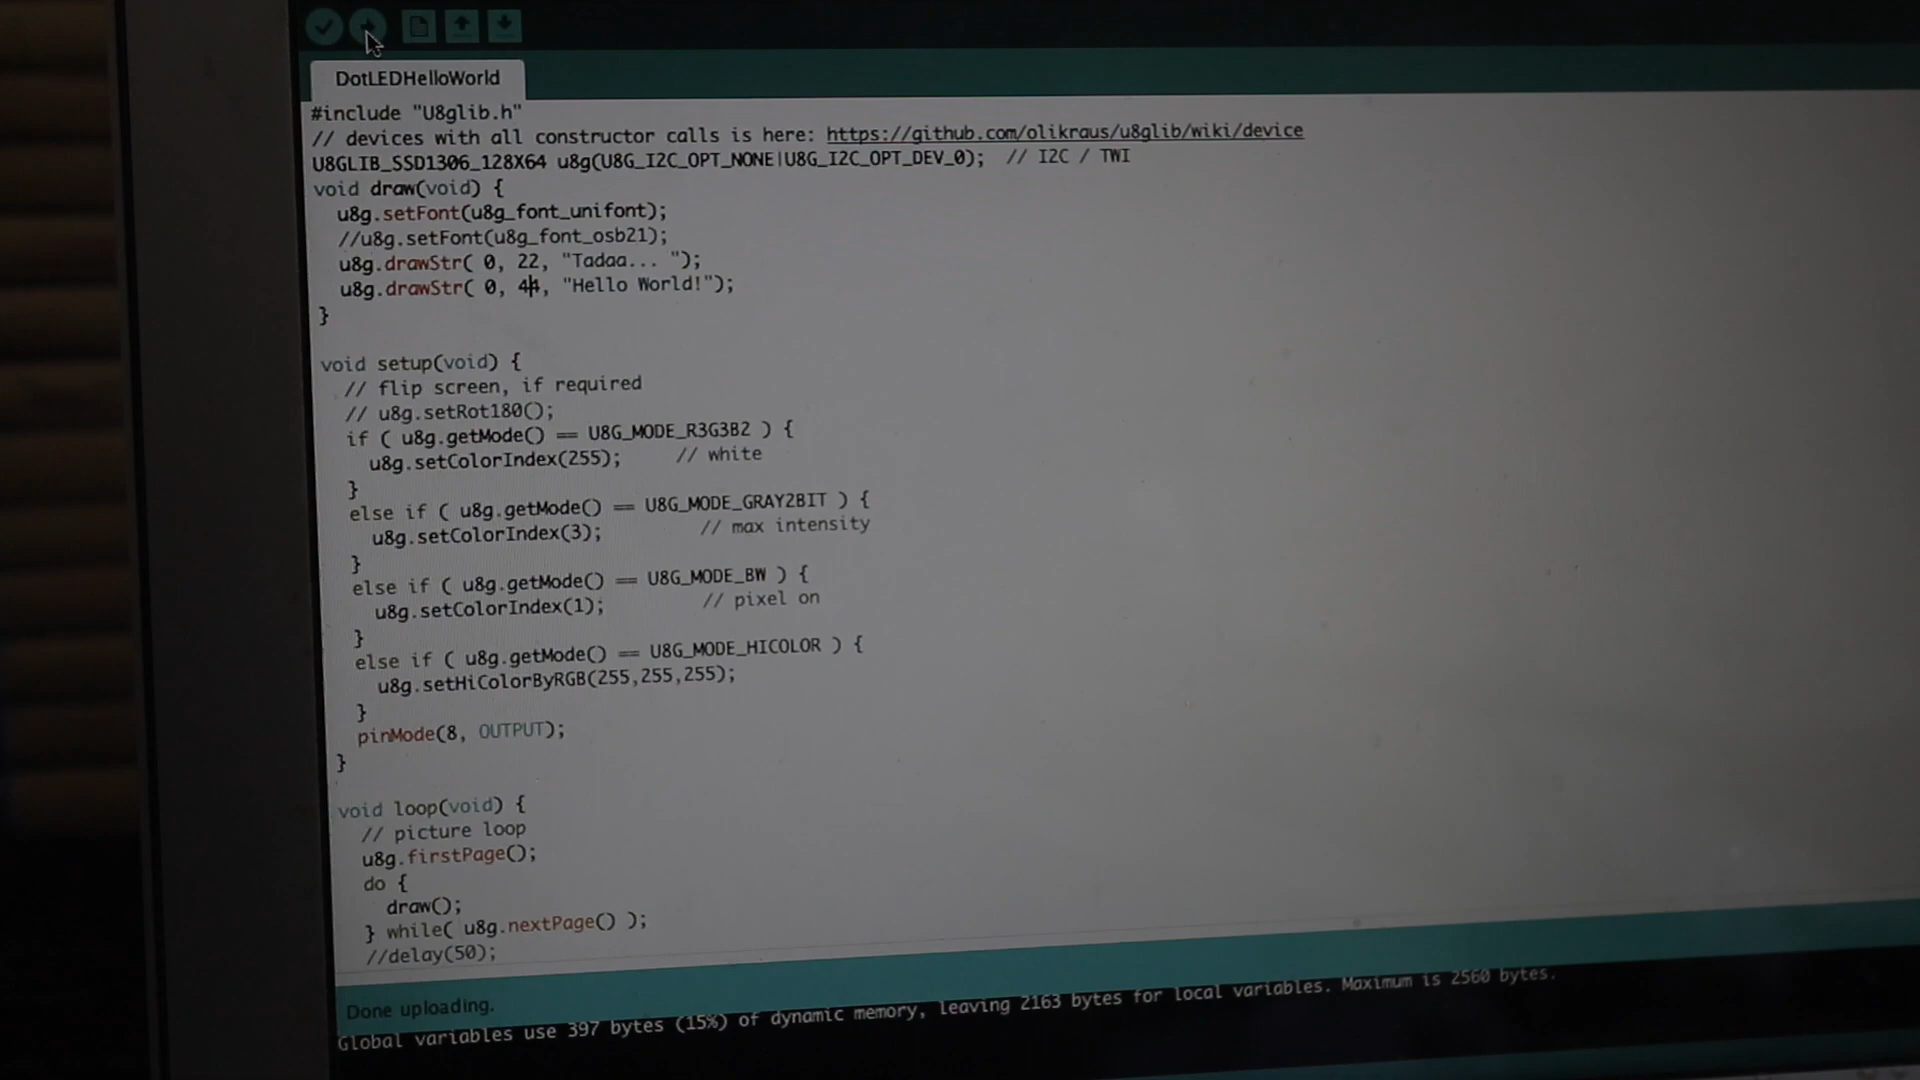 DotLEDHelloWorld
#include "U8glib.h"
// devices with all constructor calls is here: https://github.com/olikraus/u8glib/wiki/device
U8GLIB_SSD1306_128X64 u8g(U8G_I2C_OPT_NONE|U8G_I2C_OPT_DEV_0);  // I2C / TWI
void draw(void) {
  u8g.setFont(u8g_font_unifont);
  //u8g.setFont(u8g_font_osb21);
  u8g.drawStr( 0, 22, "Tadaa... ");
  u8g.drawStr( 0, 44, "Hello World!");
}
void setup(void) {
  // flip screen, if required
  // u8g.setRot180();
  if ( u8g.getMode() == U8G_MODE_R3G3B2 ) {
    u8g.setColorIndex(255);     // white
  }
  else if ( u8g.getMode() == U8G_MODE_GRAY2BIT ) {
    u8g.setColorIndex(3);         // max intensity
  }
  else if ( u8g.getMode() == U8G_MODE_BW ) {
    u8g.setColorIndex(1);         // pixel on
  }
  else if ( u8g.getMode() == U8G_MODE_HICOLOR ) {
    u8g.setHiColorByRGB(255,255,255);
  }
  pinMode(8, OUTPUT);
}
void loop(void) {
  // picture loop
  u8g.firstPage();
  do {
    draw();
  } while( u8g.nextPage() );
  //delay(50);
Done uploading.
Global variables use 397 bytes (15%) of dynamic memory, leaving 2163 bytes for local variables. Maximum is 2560 bytes.